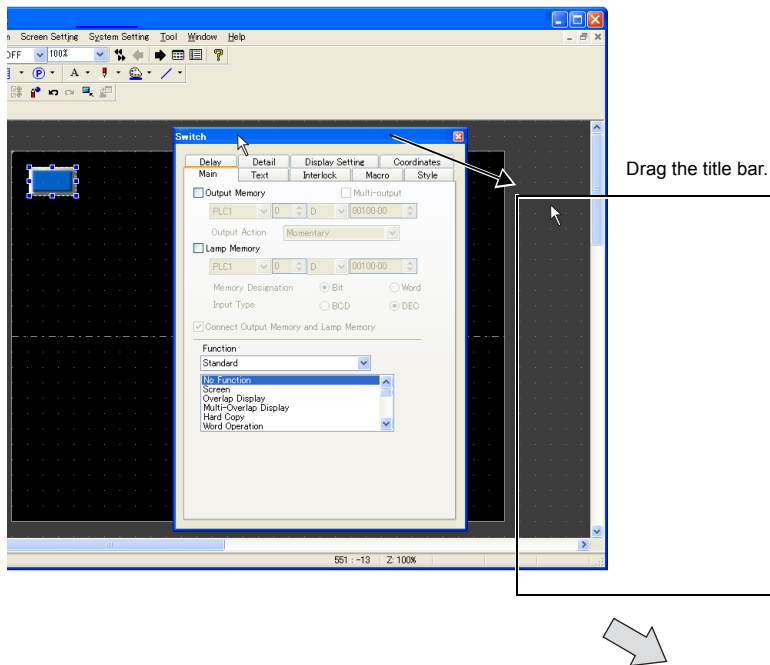 Screen Setting System Setting Tool Window Help
OFF 100%
P A
Switch
Delay Detail Display Setting Coordinates
Main Text Interlock Macro Style
Drag the title bar.
Output Memory Multi-output
PLC1 0 D 00100-00
Output Action Momentary
Lamp Memory
PLC1 0 D 00100-00
Memory Designation Bit Word
Input Type BCD DEC
Connect Output Memory and Lamp Memory
Function
Standard
No Function
Screen
Overlap Display
Multi-Overlap Display
Hard Copy
Word Operation
551 : -13 Z: 100%